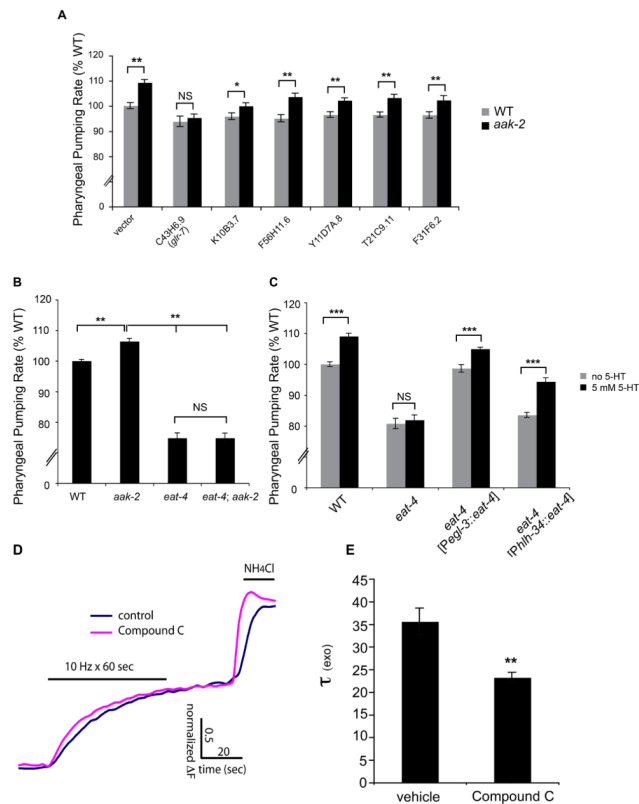 A
Pharyngeal Pumping Rate (% WT)
120
110
100
90
80
0
**
NS
*
**
**
**
**
vector
C43H6.9
(glr-7)
K10B3.7
F56H11.6
Y11D7A.8
T21C9.11
F31F6.2
WT
aak-2
B
Pharyngeal Pumping Rate (% WT)
120
110
100
90
80
0
**
**
NS
WT
aak-2
eat-4
eat-4; aak-2
C
Pharyngeal Pumping Rate (% WT)
120
110
100
90
80
0
***
NS
***
***
WT
eat-4
eat-4
[Pegl-3::eat-4]
eat-4
[Phlh-34::eat-4]
no 5-HT
5 mM 5-HT
D
NH4Cl
control
Compound C
10 Hz x 60 sec
normalized ΔF
0.5
20
time (sec)
E
τ (exo)
45
40
35
30
25
20
15
10
5
0
**
vehicle
Compound C